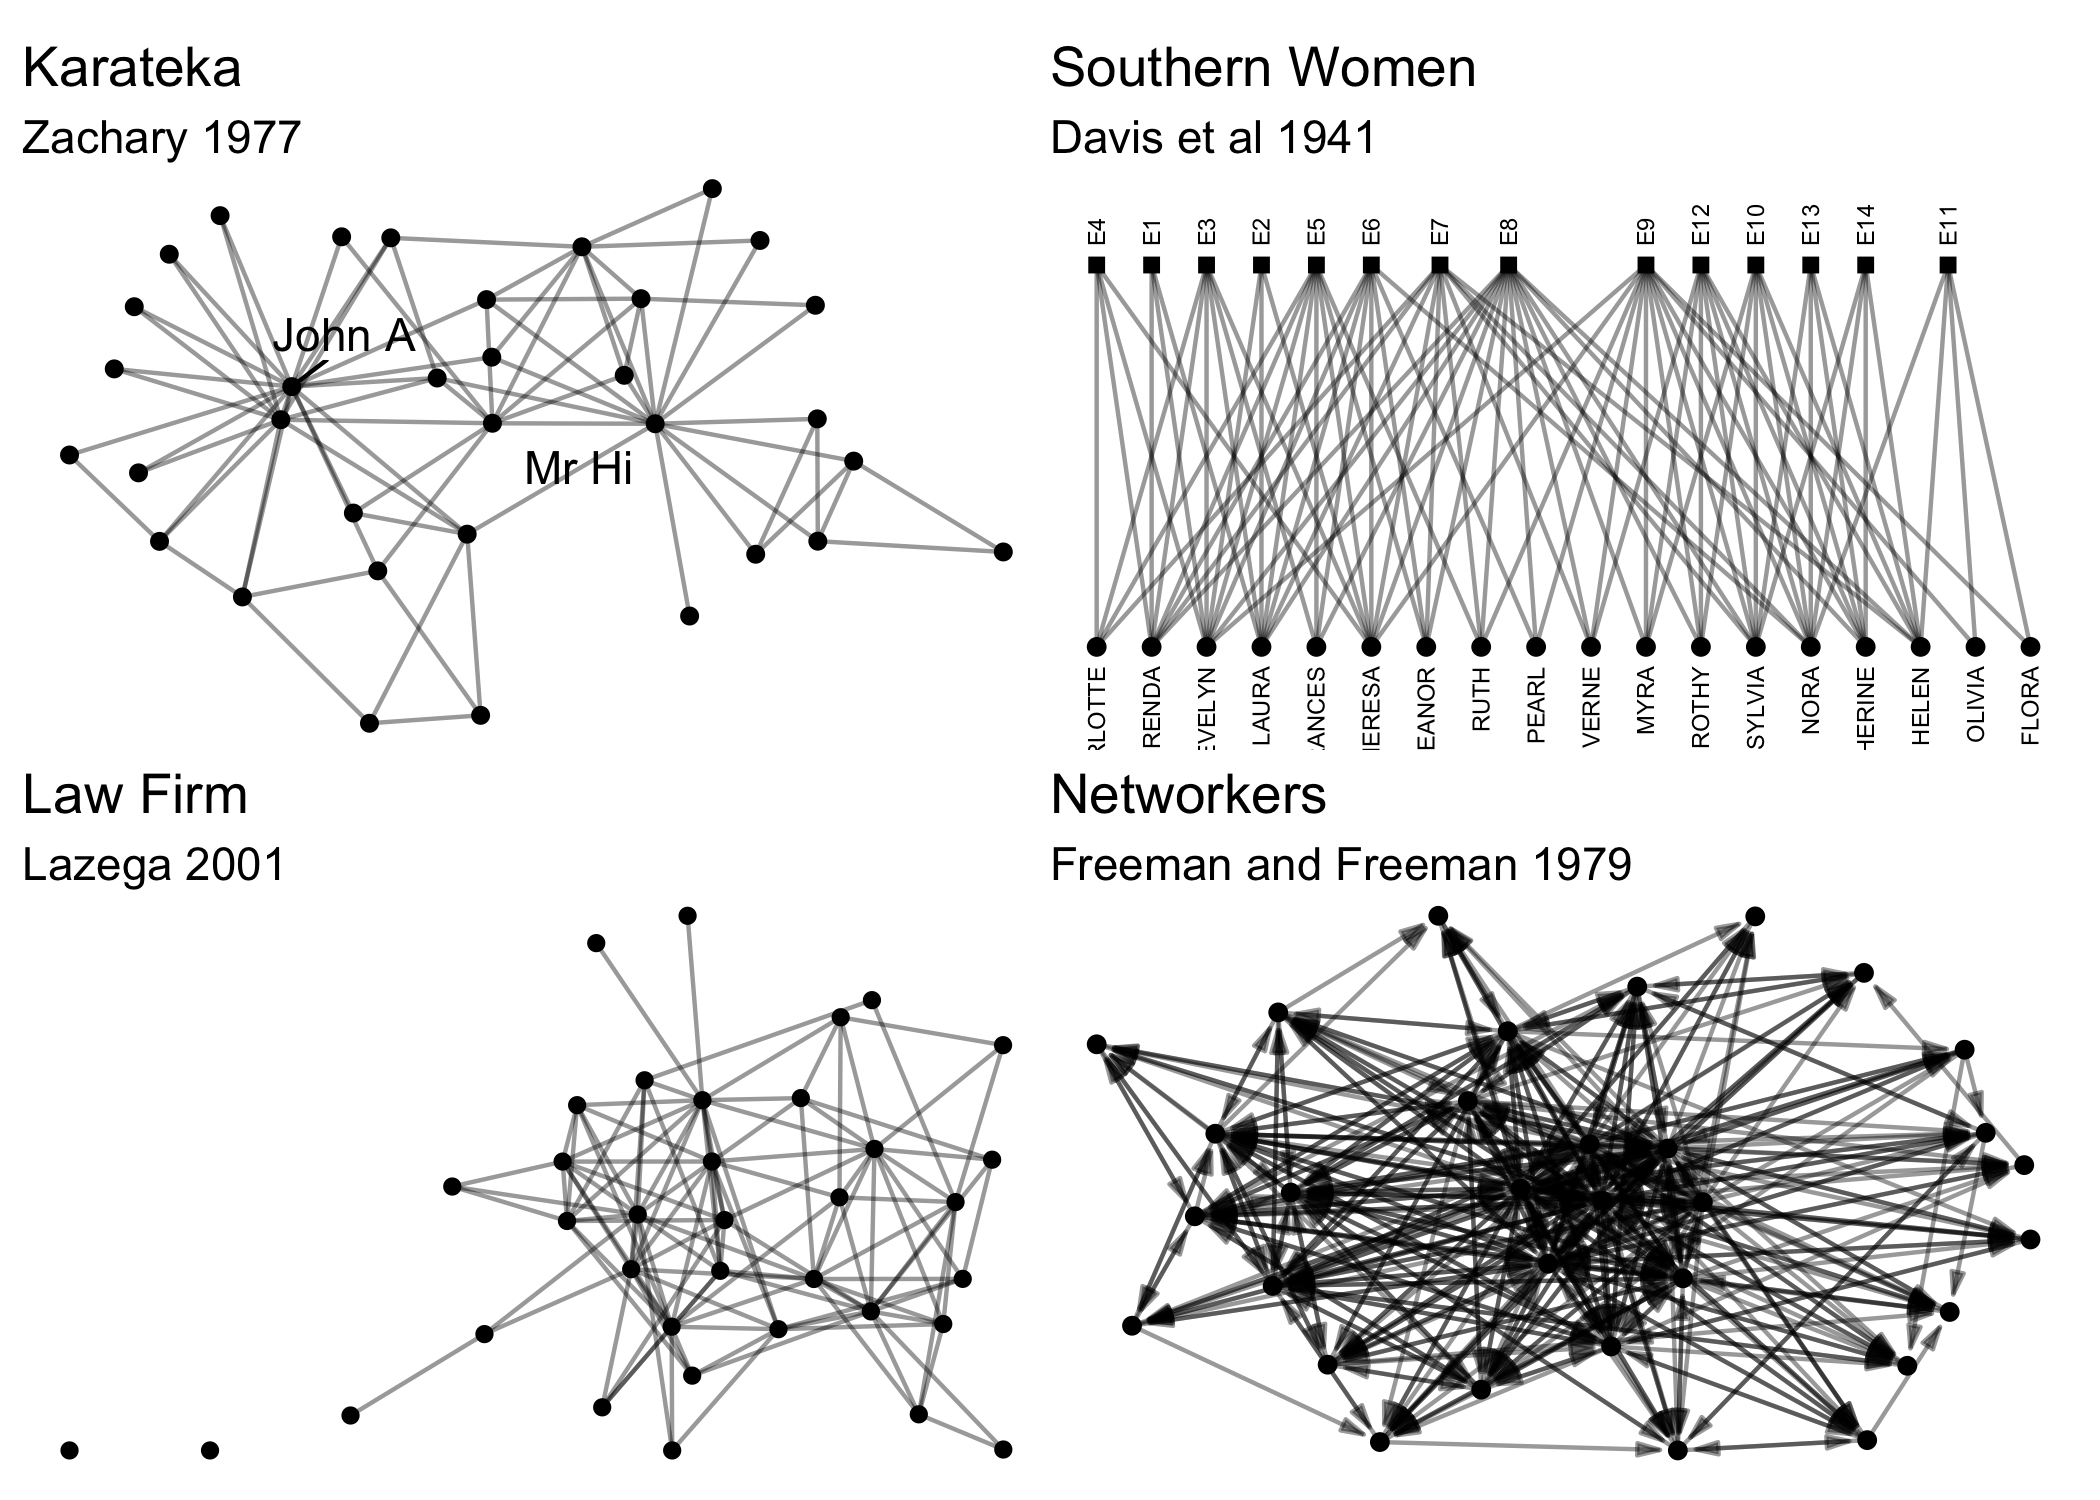 Karateka
Zachary 1977
John A
Mr Hi
Southern Women
Davis et al 1941
E4 E1 E3 E2 E5 E6 E7 E8 E9 E12 E10 E13 E14 E11
RLOTTE RENDA EVELYN LAURA ANCES HERESA EANOR RUTH PEARL VERNE MYRA ROTHY SYLVIA NORA HERINE HELEN OLIVIA FLORA
Law Firm
Lazega 2001
Networkers
Freeman and Freeman 1979